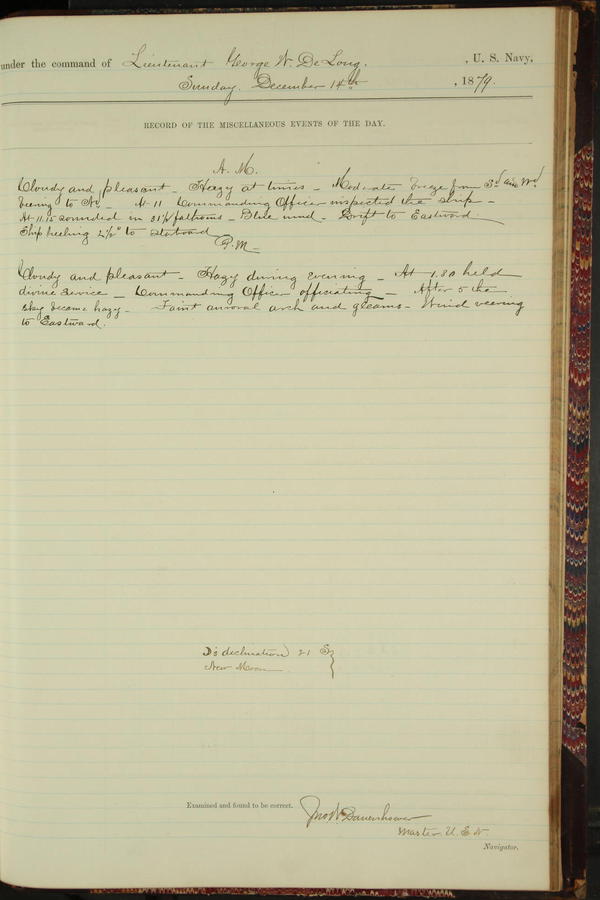 under the command of Lieutenant George W. De Long. , U. S. Navy,
Sunday. December 14th , 1879.
RECORD OF THE MISCELLANEOUS EVENTS OF THE DAY.
A. M.
Cloudy and pleasant - Hazy at times - Moderate breeze from Sd and Wd
veering to Nd - At 11 Commanding Officer inspected the ship -
At 11.15 sounded in 31½ fathoms - Blue mud - Drift to Eastward -
Ship heeling 2½° to starboard
P. M -
Cloudy and pleasant - Hazy during evening - At 1.30 held
divine service - Commanding Officer officiating - After 5 the
sky became hazy - Faint auroral arch and gleams - Wind veering
to Eastward.
☽'s declination 21 S }
New Moon
Examined and found to be correct. Jno W Danenhower
Master. U. S. N.
Navigator.